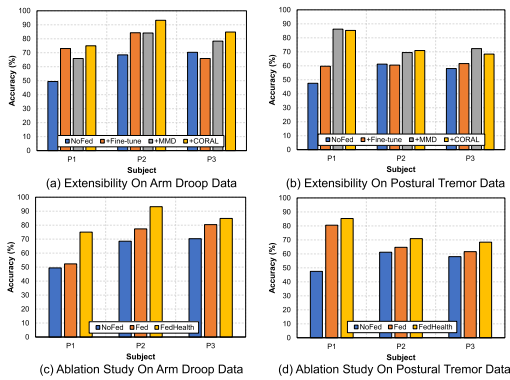 100
90
80
70
60
50
40
30
20
10
0
Accuracy (%)
NoFed +Fine-tune +MMD +CORAL
P1 P2 P3
Subject
(a) Extensibility On Arm Droop Data
100
90
80
70
60
50
40
30
20
10
0
Accuracy (%)
NoFed +Fine-tune +MMD +CORAL
P1 P2 P3
Subject
(b) Extensibility On Postural Tremor Data
100
90
80
70
60
50
40
30
20
10
0
Accuracy (%)
NoFed Fed FedHealth
P1 P2 P3
Subject
(c) Ablation Study On Arm Droop Data
100
90
80
70
60
50
40
30
20
10
0
Accuracy (%)
NoFed Fed FedHealth
P1 P2 P3
Subject
(d) Ablation Study On Postural Tremor Data